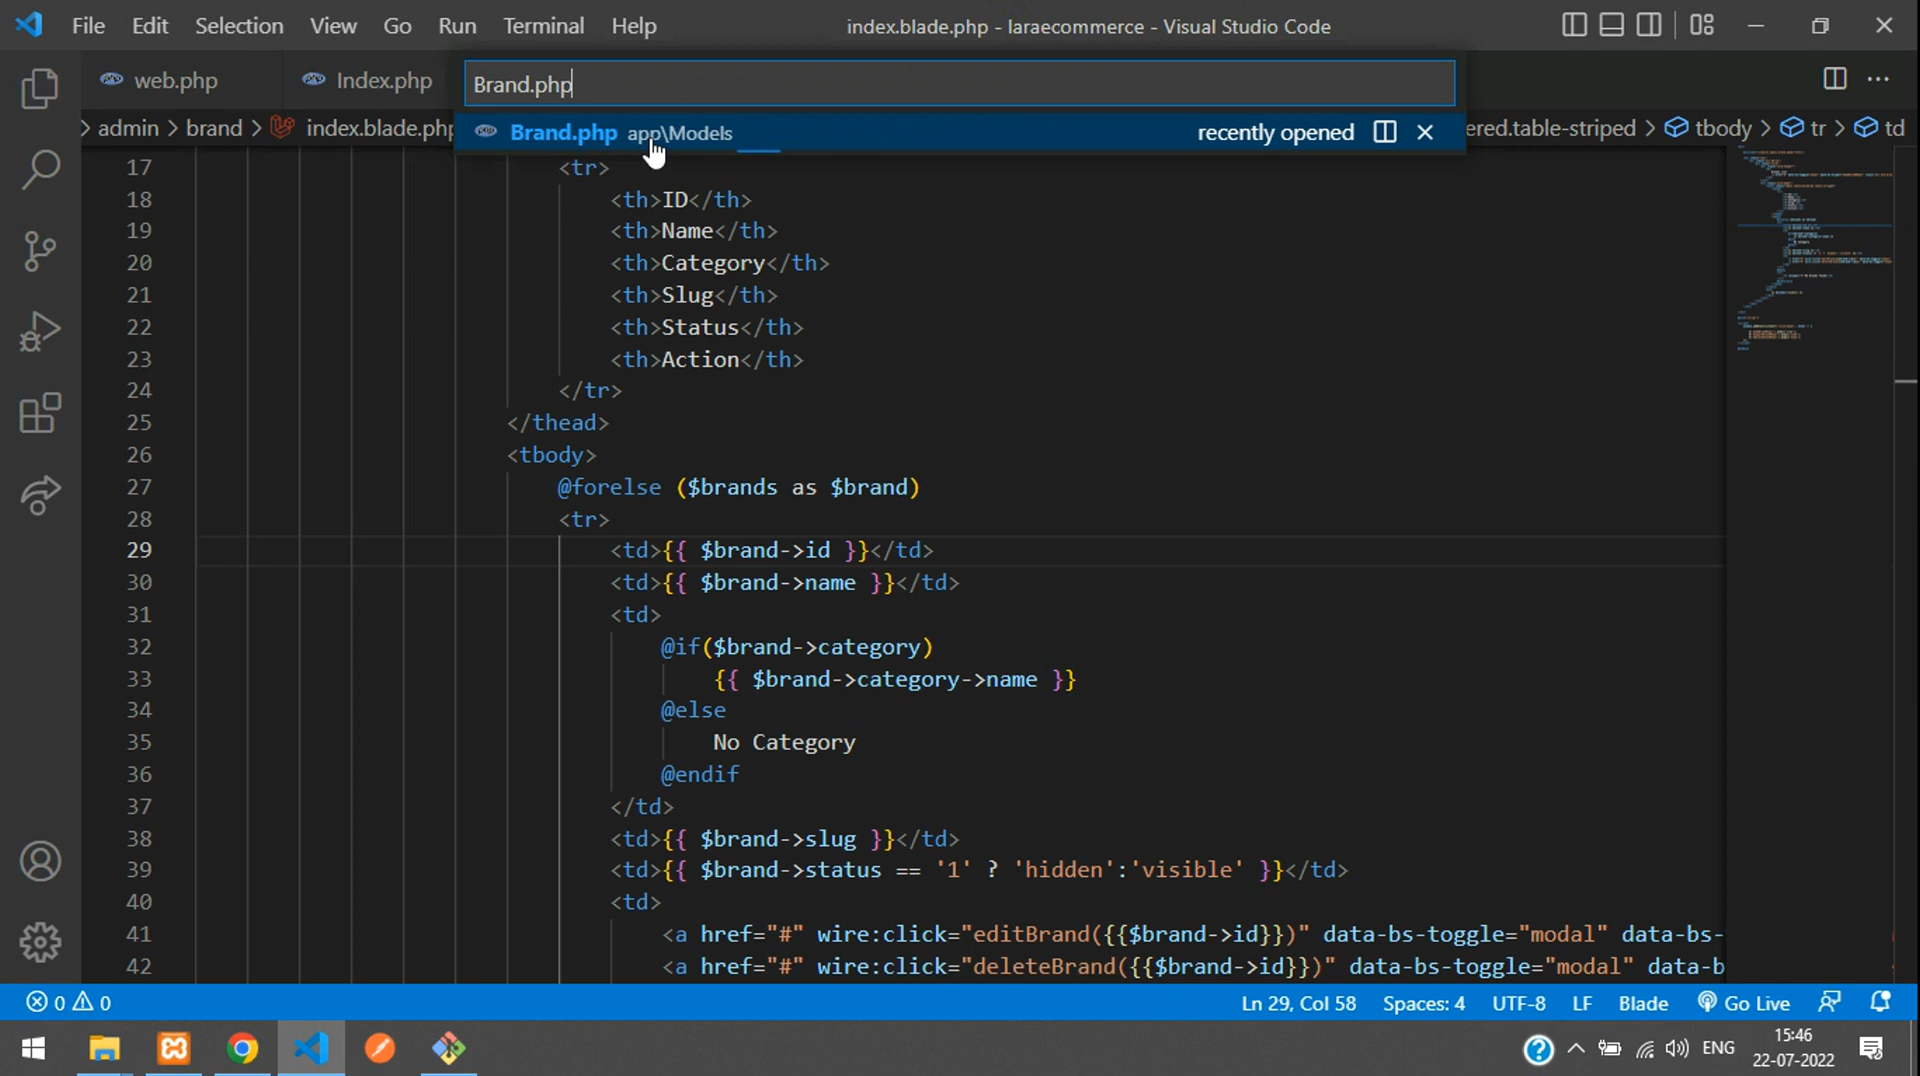 File Edit Selection View Go Run Terminal Help
index.blade.php - laraecommerce - Visual Studio Code
web.php Index.php
Brand.php
admin > brand > index.blade.php
Brand.php app\Models recently opened
ered.table-striped > tbody > tr > td
17 <tr>
18 <th>ID</th>
19 <th>Name</th>
20 <th>Category</th>
21 <th>Slug</th>
22 <th>Status</th>
23 <th>Action</th>
24 </tr>
25 </thead>
26 <tbody>
27 @forelse ($brands as $brand)
28 <tr>
29 <td>{{ $brand->id }}</td>
30 <td>{{ $brand->name }}</td>
31 <td>
32 @if($brand->category)
33 {{ $brand->category->name }}
34 @else
35 No Category
36 @endif
37 </td>
38 <td>{{ $brand->slug }}</td>
39 <td>{{ $brand->status == '1' ? 'hidden':'visible' }}</td>
40 <td>
41 <a href="#" wire:click="editBrand({{$brand->id}})" data-bs-toggle="modal" data-bs-
42 <a href="#" wire:click="deleteBrand({{$brand->id}})" data-bs-toggle="modal" data-b
0 0
Ln 29, Col 58 Spaces: 4 UTF-8 LF Blade Go Live
ENG
15:46
22-07-2022